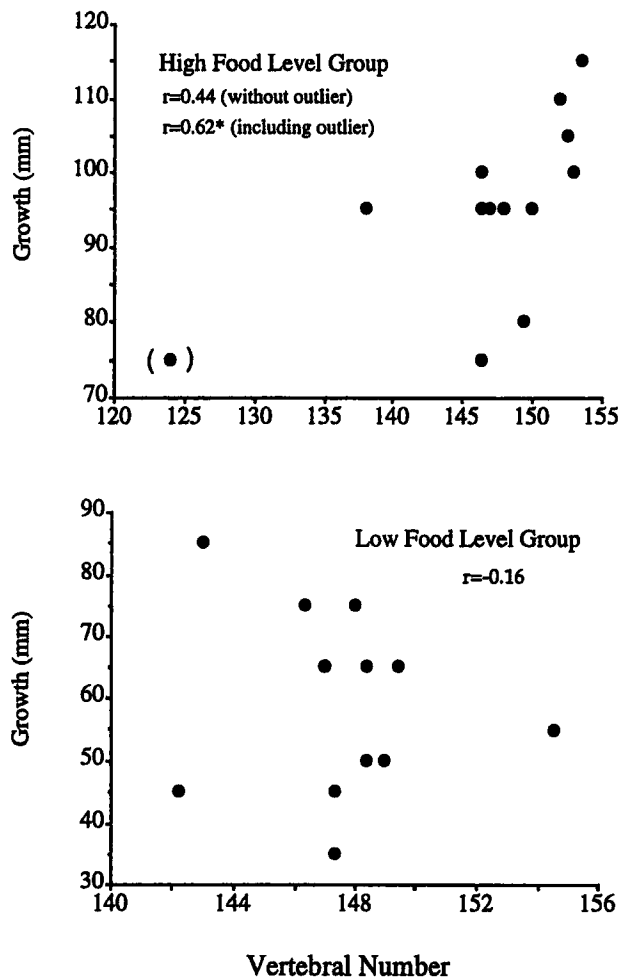 120
High Food Level Group
r=0.44 (without outlier)
110
r=0.62* (including outlier)
100
Growth (mm)
90
80
( )
70
120 125 130 135 140 145 150 155
90
Low Food Level Group
80
r=-0.16
70
Growth (mm)
60
50
40
30
140 144 148 152 156
Vertebral Number